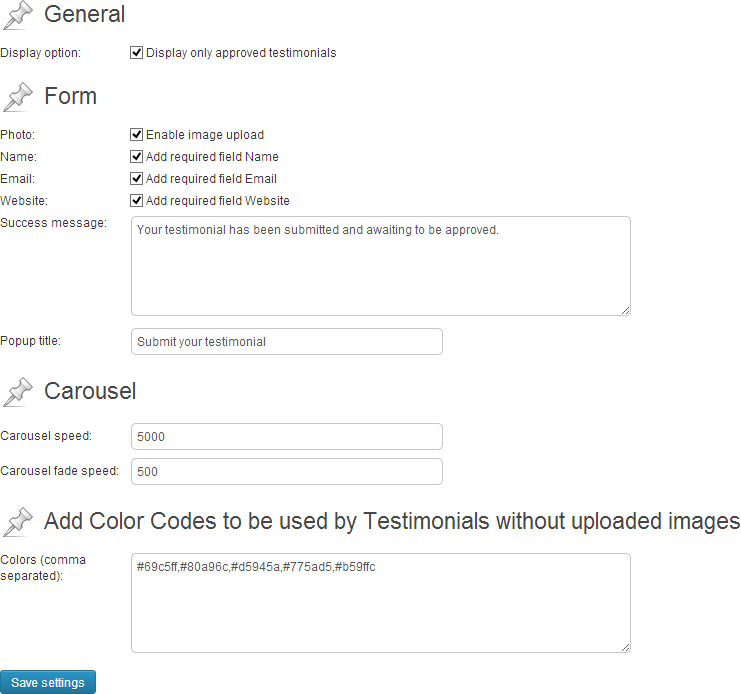 General
Display option: Display only approved testimonials
Form
Photo: Enable image upload
Name: Add required field Name
Email: Add required field Email
Website: Add required field Website
Success message: Your testimonial has been submitted and awaiting to be approved.
Popup title: Submit your testimonial
Carousel
Carousel speed: 5000
Carousel fade speed: 500
Add Color Codes to be used by Testimonials without uploaded images
Colors (comma
separated):
#69c5ff,#80a96c,#d5945a,#775ad5,#b59ffc
Save settings